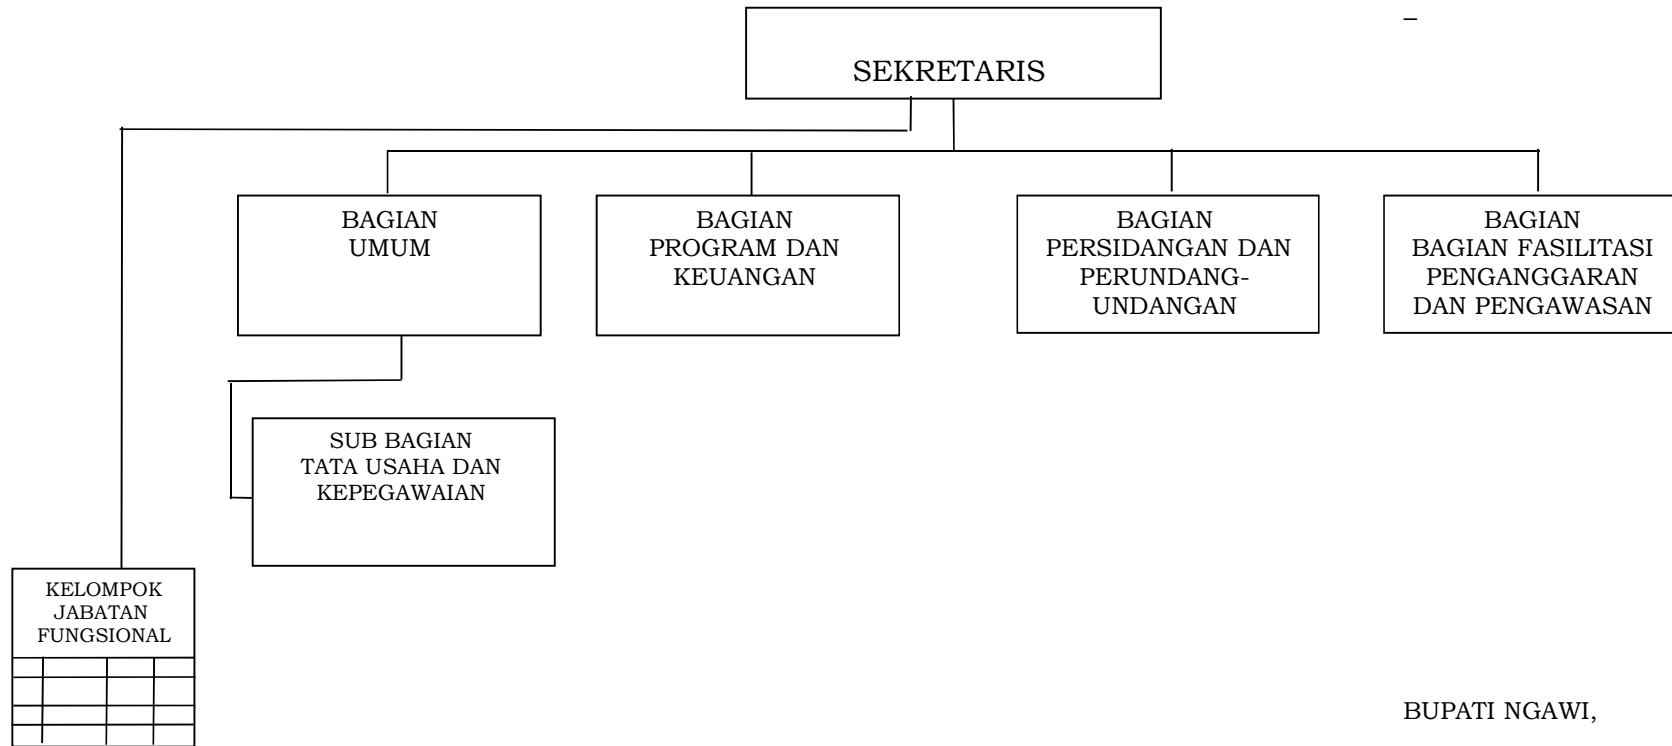 –
SEKRETARIS
BAGIAN
UMUM
BAGIAN
PROGRAM DAN
KEUANGAN
BAGIAN
PERSIDANGAN DAN
PERUNDANG-
UNDANGAN
BAGIAN
BAGIAN FASILITASI
PENGANGGARAN
DAN PENGAWASAN
SUB BAGIAN
TATA USAHA DAN
KEPEGAWAIAN
KELOMPOK
JABATAN
FUNGSIONAL
BUPATI NGAWI,